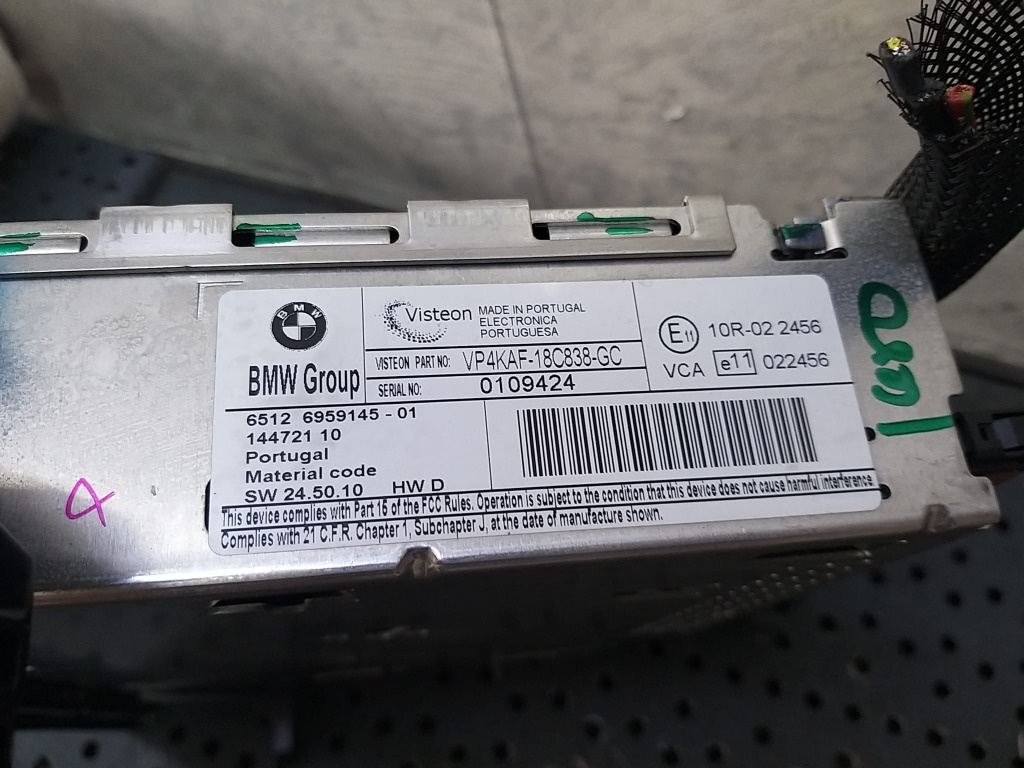 BMW
BMW Group
Visteon
MADE IN PORTUGAL
ELECTRONICA
PORTUGUESA
VISTEON PART NO: VP4KAF-18C838-GC
SERIAL NO: 0109424
E11 10R-02 2456
VCA e11 022456
6512 6959145 - 01
144721 10
Portugal
Material code
SW 24.50.10 HW D
This device complies with Part 16 of the FCC Rules. Operation is subject to the condition that this device does not cause harmful interference.
Complies with 21 C.F.R. Chapter 1, Subchapter J, at the date of manufacture shown.